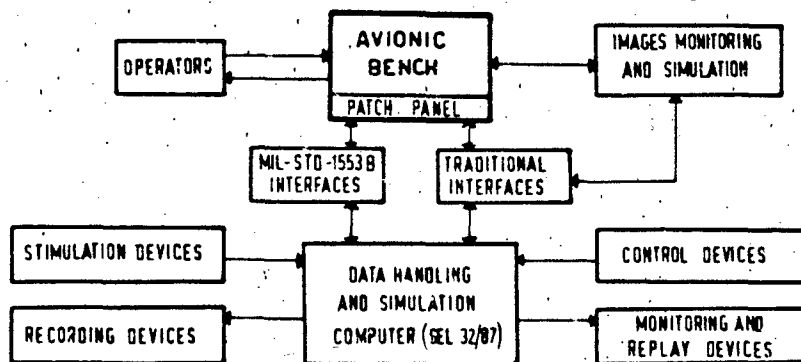 OPERATORS
AVIONIC
BENCH
PATCH PANEL
IMAGES MONITORING
AND SIMULATION
MIL-STD-1553B
INTERFACES
TRADITIONAL
INTERFACES
STIMULATION DEVICES
RECORDING DEVICES
DATA HANDLING
AND SIMULATION
COMPUTER (SEL 32/87)
CONTROL DEVICES
MONITORING AND
REPLAY DEVICES